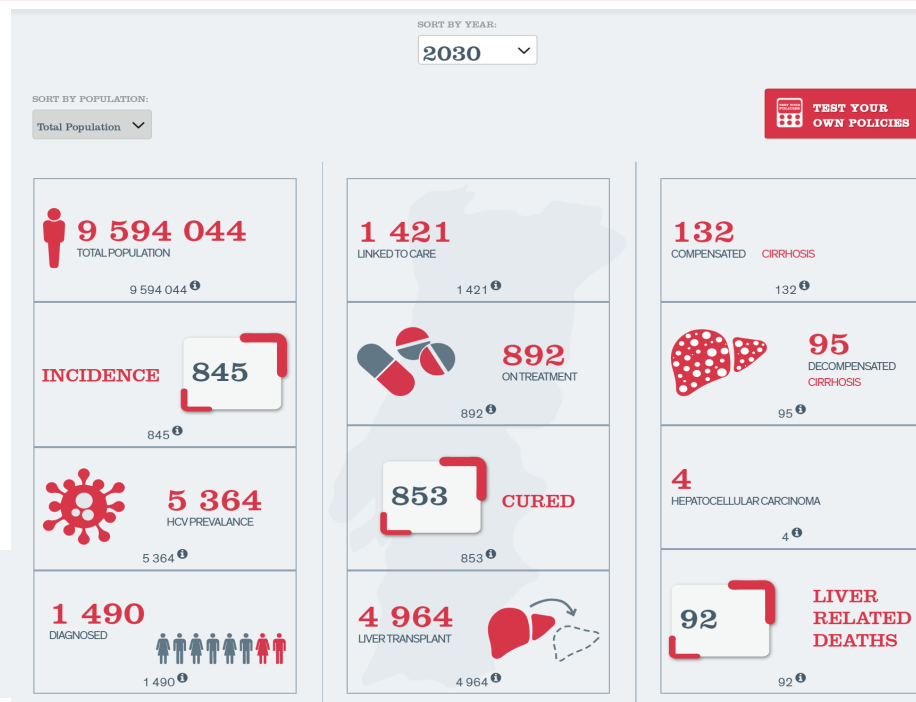 SORT BY YEAR:
2030
SORT BY POPULATION:
Total Population
TEST YOUR POLICIES
TEST YOUR
OWN POLICIES
9 594 044
TOTAL POPULATION
9 594 044
INCIDENCE
845
845
5 364
HCV PREVALANCE
5 364
1 490
DIAGNOSED
1 490
1 421
LINKED TO CARE
1 421
892
ON TREATMENT
892
853
CURED
853
4 964
LIVER TRANSPLANT
4 964
132
COMPENSATED CIRRHOSIS
132
95
DECOMPENSATED
CIRRHOSIS
95
4
HEPATOCELLULAR CARCINOMA
4
92
LIVER
RELATED
DEATHS
92